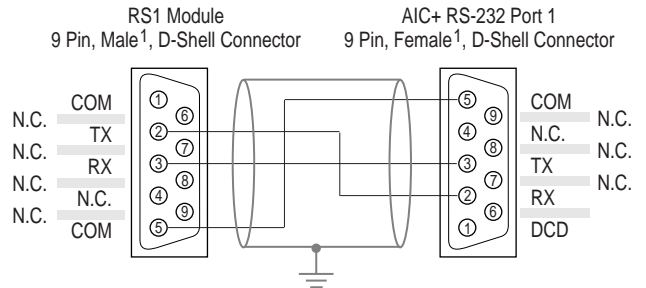 RS1 Module
9 Pin, Male1, D-Shell Connector
AIC+ RS-232 Port 1
9 Pin, Female1, D-Shell Connector
COM
N.C.
TX
N.C.
RX
N.C.
N.C.
N.C.
COM
1
6
2
7
3
8
4
9
5
5
9
4
8
3
7
2
6
1
COM
N.C.
N.C.
N.C.
TX
N.C.
RX
DCD